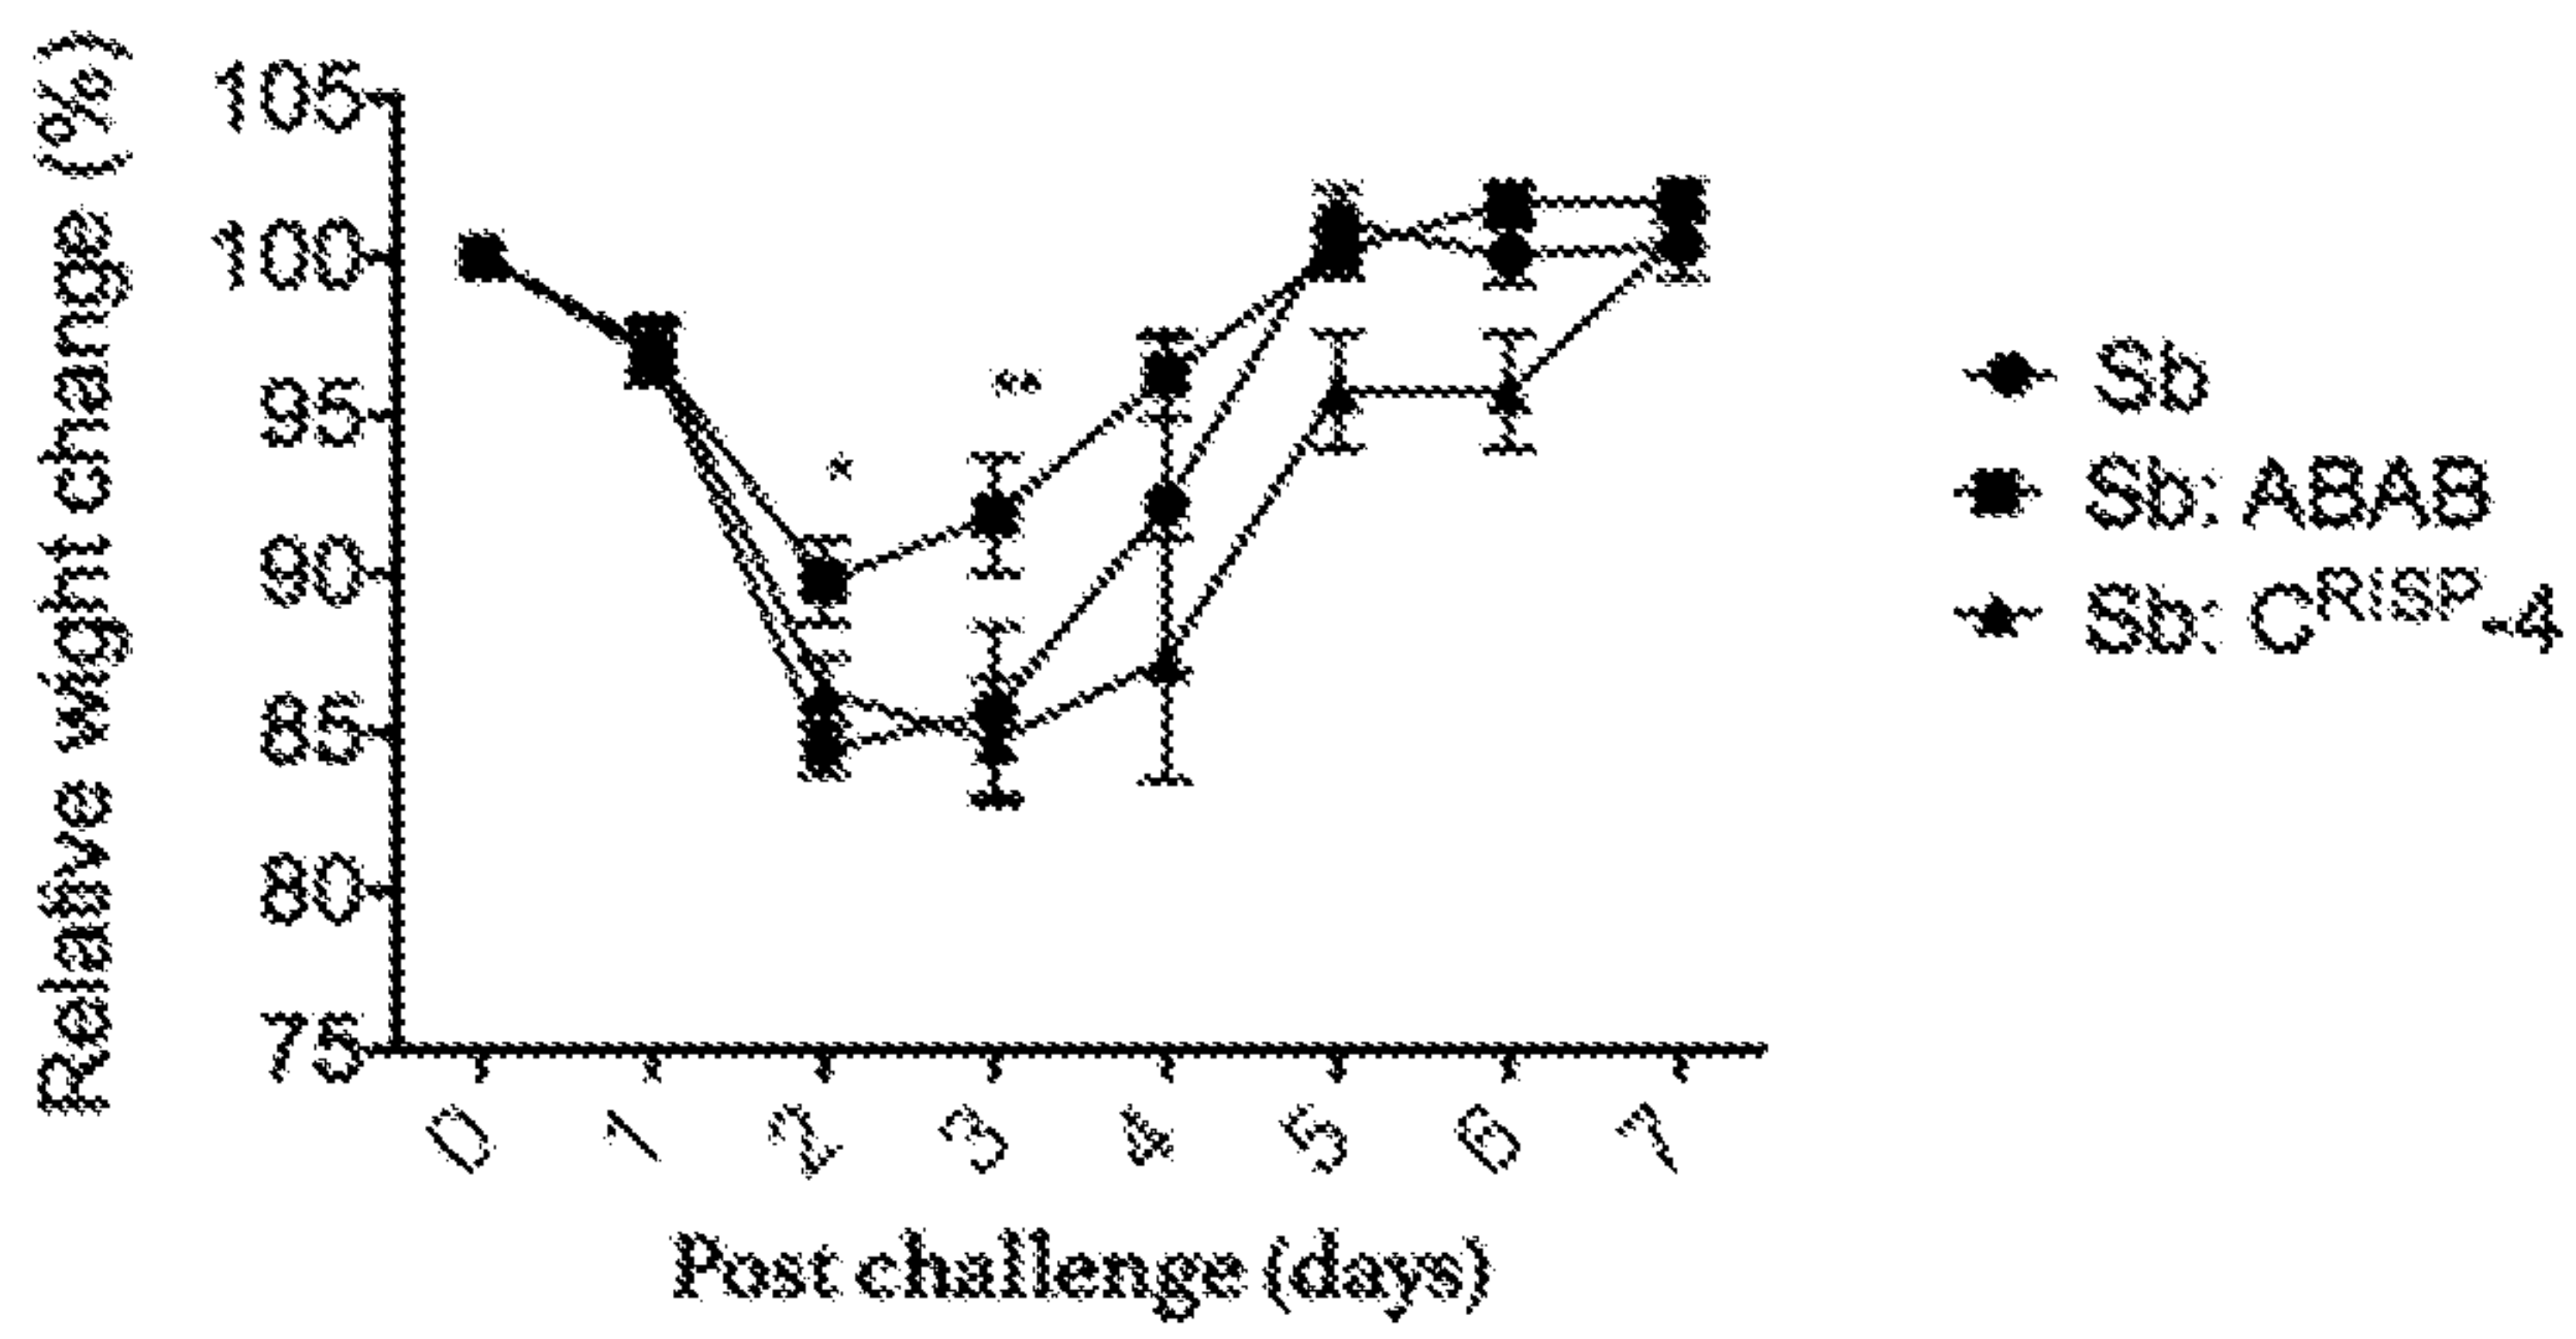 Relative wight change (%)
105
100
95
90
85
80
75
*
**
0 1 2 3 4 5 6 7
Post challenge (days)
Sb
Sb: ABAB
Sb: CRISP-4